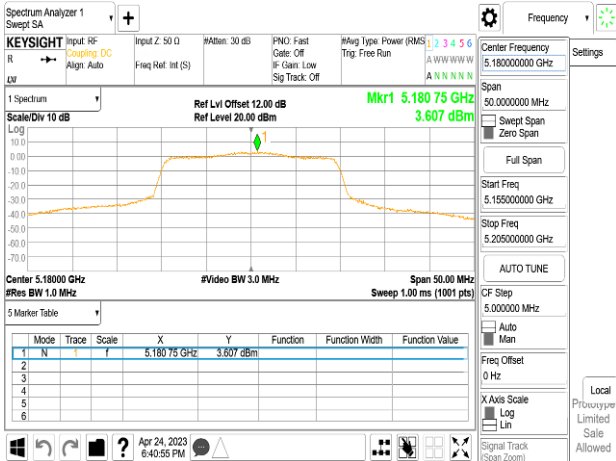 Spectrum Analyzer 1
Swept SA
+
Frequency
KEYSIGHT
R
Input: RF
Coupling: DC
Align: Auto
Input Z: 50 Ω
Freq Ref: Int (S)
#Atten: 30 dB
PNO: Fast
Gate: Off
IF Gain: Low
Sig Track: Off
#Avg Type: Power (RMS
Trig: Free Run
1 2 3 4 5 6
A W W W W W
A N N N N N
1 Spectrum
Scale/Div 10 dB
Ref Lvl Offset 12.00 dB
Ref Level 20.00 dBm
Mkr1 5.180 75 GHz
3.607 dBm
Log
10.0
0.00
-10.0
-20.0
-30.0
-40.0
-50.0
-60.0
-70.0
1
Center 5.18000 GHz
#Res BW 1.0 MHz
#Video BW 3.0 MHz
Span 50.00 MHz
Sweep 1.00 ms (1001 pts)
5 Marker Table
Mode Trace Scale X Y Function Function Width Function Value
1 N 1 f 5.180 75 GHz 3.607 dBm
2
3
4
5
6
?
Apr 24, 2023
6:40:55 PM
Center Frequency
5.180000000 GHz
Settings
Span
50.0000000 MHz
Swept Span
Zero Span
Full Span
Start Freq
5.155000000 GHz
Stop Freq
5.205000000 GHz
AUTO TUNE
CF Step
5.000000 MHz
Auto
Man
Freq Offset
0 Hz
X Axis Scale
Log
Lin
Signal Track
(Span Zoom)
Local
Prototype
Limited
Sale
Allowed